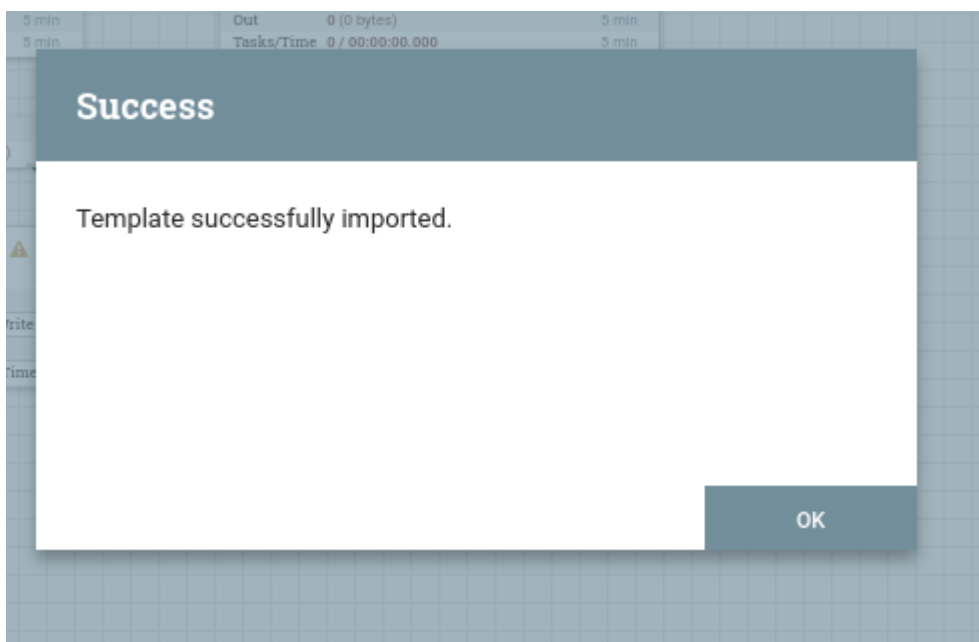 5 min Out 0 (0 bytes) 5 min
5 min Tasks/Time 0 / 00:00:00.000 5 min
Success
)
Template successfully imported.
Time
OK